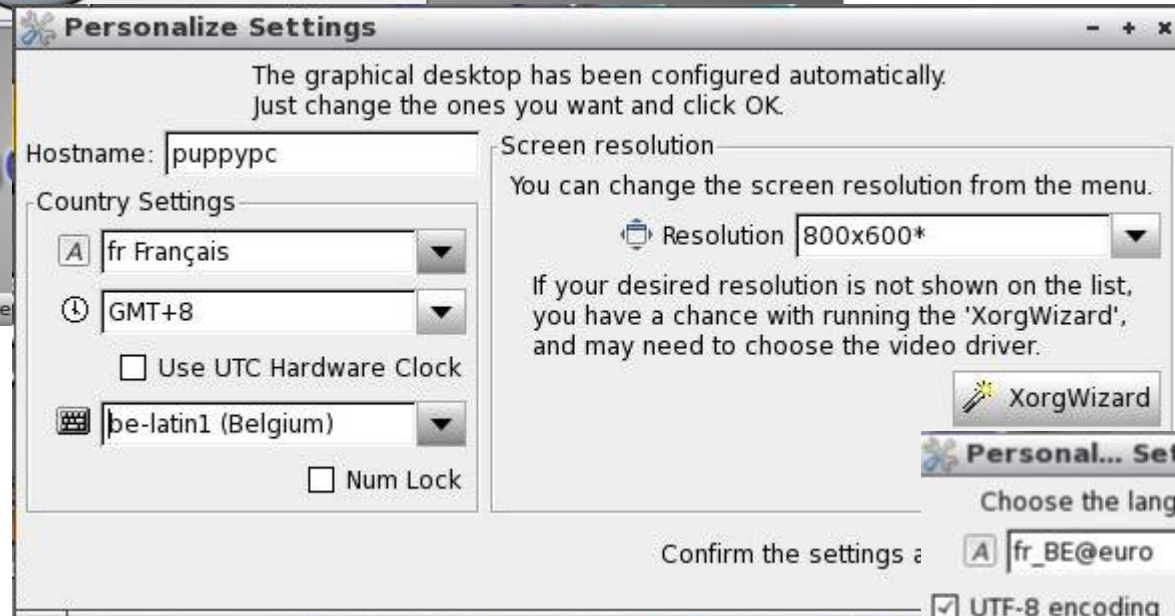 Personalize Settings
The graphical desktop has been configured automatically.
Just change the ones you want and click OK.
Hostname: puppypc
Country Settings
fr Français
GMT+8
Use UTC Hardware Clock
be-latin1 (Belgium)
Num Lock
Screen resolution
You can change the screen resolution from the menu.
Resolution 800x600*
If your desired resolution is not shown on the list,
you have a chance with running the 'XorgWizard',
and may need to choose the video driver.
XorgWizard
Confirm the settings
Personal... Set
Choose the lang
fr_BE@euro
UTF-8 encoding